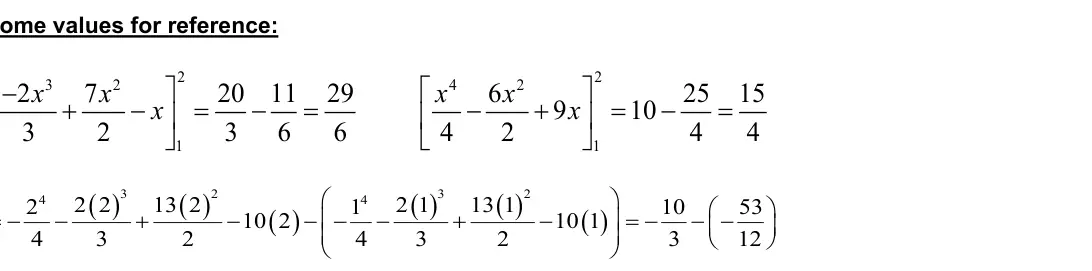 ome values for reference:
−2x³/3 + 7x²/2 − x ]₁² = 20/3 − 11/6 = 29/6 [ x⁴/4 − 6x²/2 + 9x ]₁² = 10 − 25/4 = 15/4
= −2⁴/4 − 2(2)³/3 + 13(2)²/2 − 10(2) − ( −1⁴/4 − 2(1)³/3 + 13(1)²/2 − 10(1) ) = −10/3 − ( −53/12 )